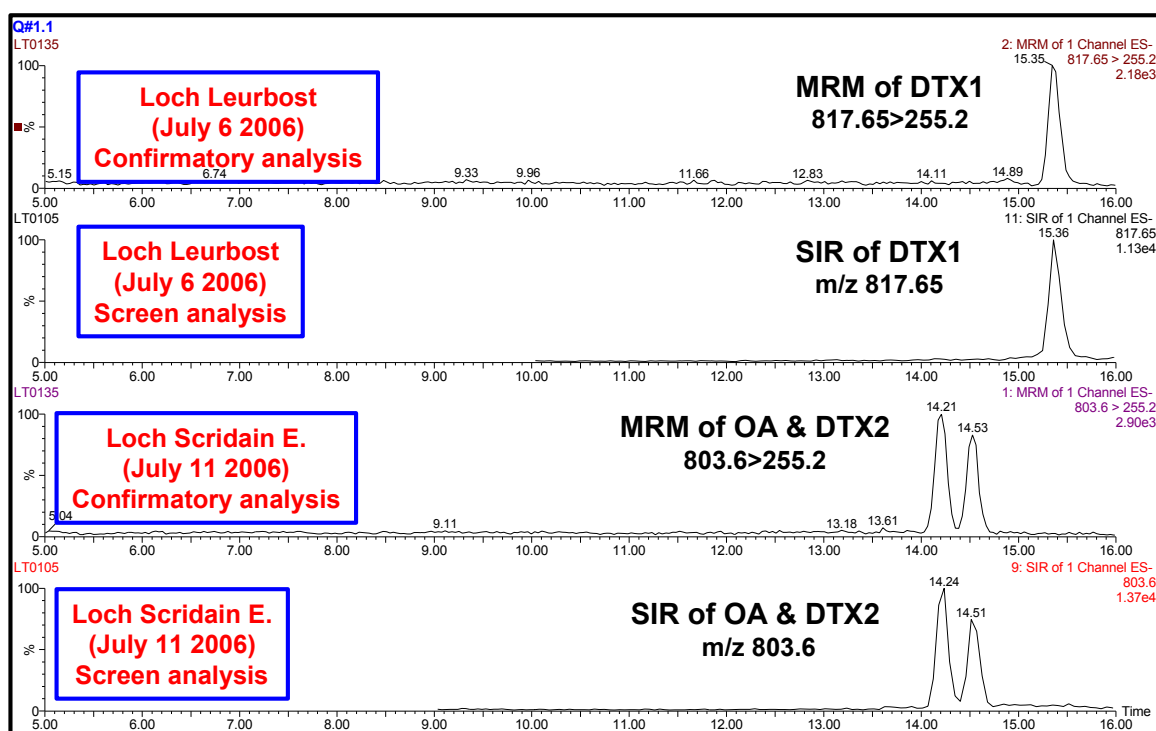 Q#1.1
LT0135
2: MRM of 1 Channel ES-
817.65 > 255.2
2.18e3
100
%
0
Loch Leurbost
(July 6 2006)
Confirmatory analysis
MRM of DTX1
817.65>255.2
15.35
5.15 6.74 9.33 9.96 11.66 12.83 14.11 14.89
5.00 6.00 7.00 8.00 9.00 10.00 11.00 12.00 13.00 14.00 15.00 16.00
LT0105
11: SIR of 1 Channel ES-
817.65
1.13e4
100
%
0
Loch Leurbost
(July 6 2006)
Screen analysis
SIR of DTX1
m/z 817.65
15.36
5.00 6.00 7.00 8.00 9.00 10.00 11.00 12.00 13.00 14.00 15.00 16.00
LT0135
1: MRM of 1 Channel ES-
803.6 > 255.2
2.90e3
100
%
0
Loch Scridain E.
(July 11 2006)
Confirmatory analysis
MRM of OA & DTX2
803.6>255.2
14.21 14.53
5.04 9.11 13.18 13.61
5.00 6.00 7.00 8.00 9.00 10.00 11.00 12.00 13.00 14.00 15.00 16.00
LT0105
9: SIR of 1 Channel ES-
803.6
1.37e4
100
%
0
Loch Scridain E.
(July 11 2006)
Screen analysis
SIR of OA & DTX2
m/z 803.6
14.24 14.51
Time
5.00 6.00 7.00 8.00 9.00 10.00 11.00 12.00 13.00 14.00 15.00 16.00